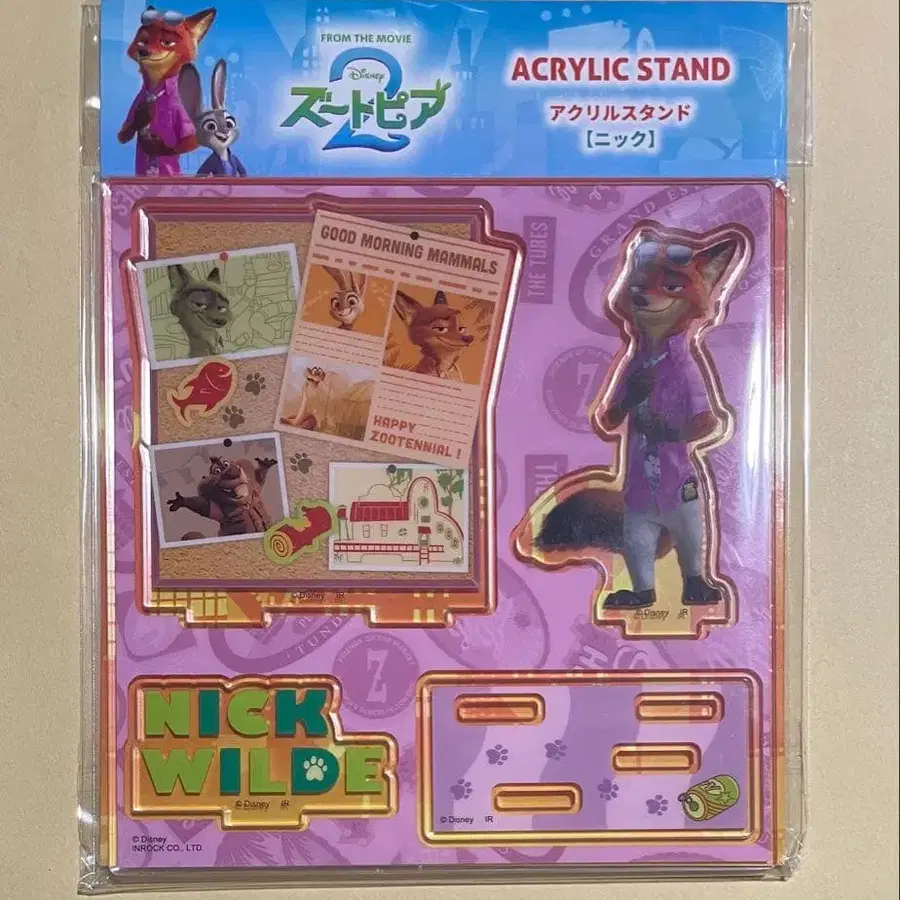 FROM THE MOVIE
Disney
ズートピア
2
ACRYLIC STAND
アクリルスタンド
【ニック】
GOOD MORNING MAMMALS
HAPPY
ZOOTENNIAL !
THE TUBES
GRAND
Z
Z
© Disney IR
© Disney IR
NICK
WILDE
© Disney IR
© Disney IR
© Disney
INROCK CO., LTD.